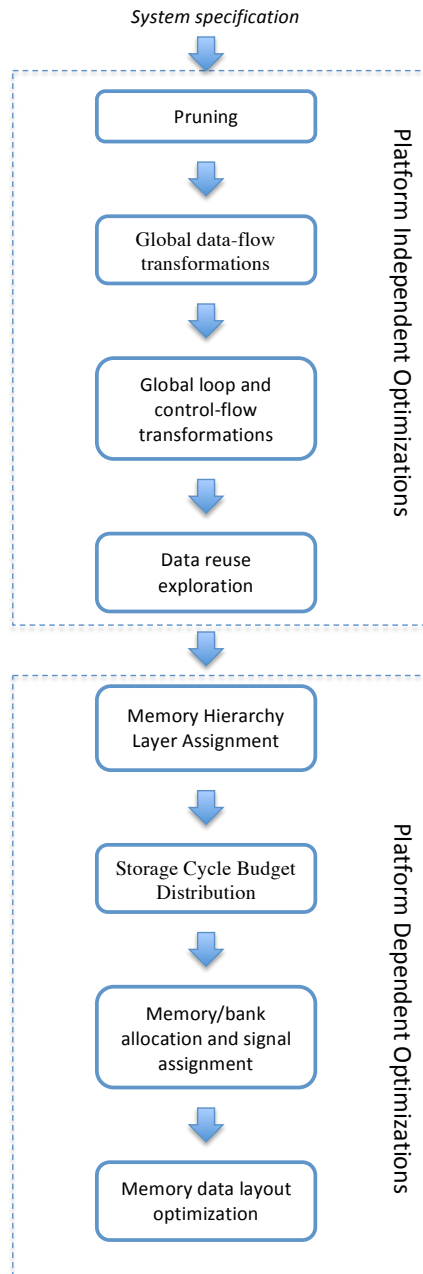 System specification
Pruning
Global data-flow
transformations
Global loop and
control-flow
transformations
Data reuse
exploration
Platform Independent Optimizations
Memory Hierarchy
Layer Assignment
Storage Cycle Budget
Distribution
Memory/bank
allocation and signal
assignment
Memory data layout
optimization
Platform Dependent Optimizations